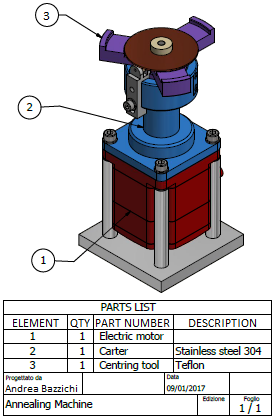 3
2
1
PARTS LIST
ELEMENT QTY PART NUMBER DESCRIPTION
1 1 Electric motor
2 1 Carter Stainless steel 304
3 1 Centring tool Teflon
Progettato da Data
Andrea Bazzichi 09/01/2017
Annealing Machine Edizione Foglio
1 / 1